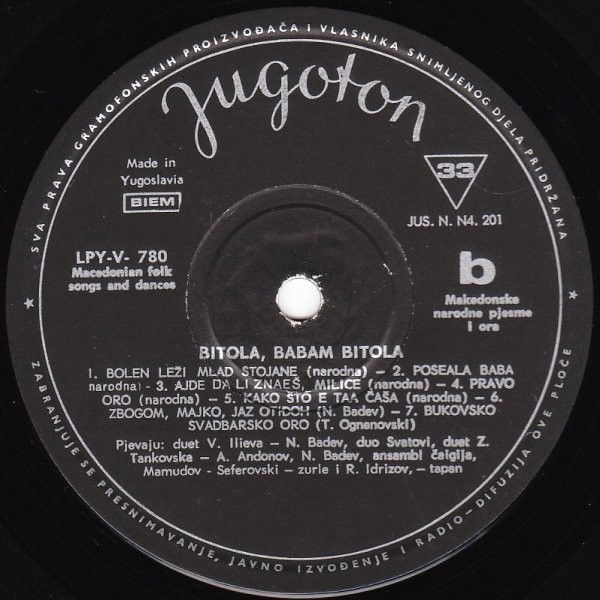 SVA PRAVA GRAMOFONSKIH PROIZVOĐAČA I VLASNIKA SNIMLJENOG DJELA PRIDRŽANA
Jugoton
Made in
Yugoslavia
BIEM
33
JUS. N. N4. 201
LPY-V- 780
Macedonian folk
songs and dances
b
Makedonske
narodne pjesme
i ora
BITOLA, BABAM BITOLA
1. BOLEN LEŽI MLAD STOJANE (narodna) – 2. POSEALA BABA
narodna) - 3. AJDE DA LI ZNAEŠ, MILICE (narodna) – 4. PRAVO
ORO (narodna) – 5. KAKO ŠTO E TAA ČAŠA (narodna) – 6.
ZBOGOM, MAJKO, JAZ OTIDOH (N. Badev) – 7. BUKOVSKO
SVADBARSKO ORO (T. Ognenovski)
Pjevaju: duet V. Ilieva – N. Badev, duo Svatovi, duet Z.
Tankovska – A. Andonov, N. Badev, ansambl čalgija,
Mamudov - Seferovski – zurle i R. Idrizov, – tapan
ZABRANJUJE SE PRESNIMAVANJE, JAVNO IZVOĐENJE I RADIO-DIFUZIJA OVE PLOČE